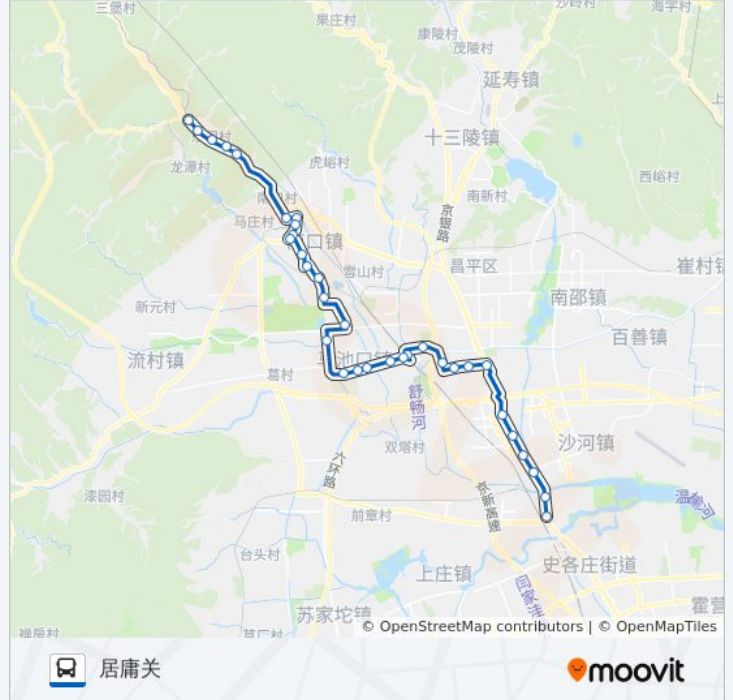 三堡村
果庄村
沙岭村
海字村
康陵村
茂陵村
延寿镇
十三陵镇
龙潭村
虎峪村
西峪村
南新村
马庄村
口镇
京银路
雪山村
昌平区
崔村镇
南邵镇
新元村
百善镇
流村镇
马池口镇
葛村
舒畅河
双塔村
沙河镇
六环路
漆园村
京新高速
温榆河
前章村
台头村
上庄镇
史各庄街道
苏家坨镇
霍营
© OpenStreetMap contributors | © OpenMapTiles
居庸关
moovit